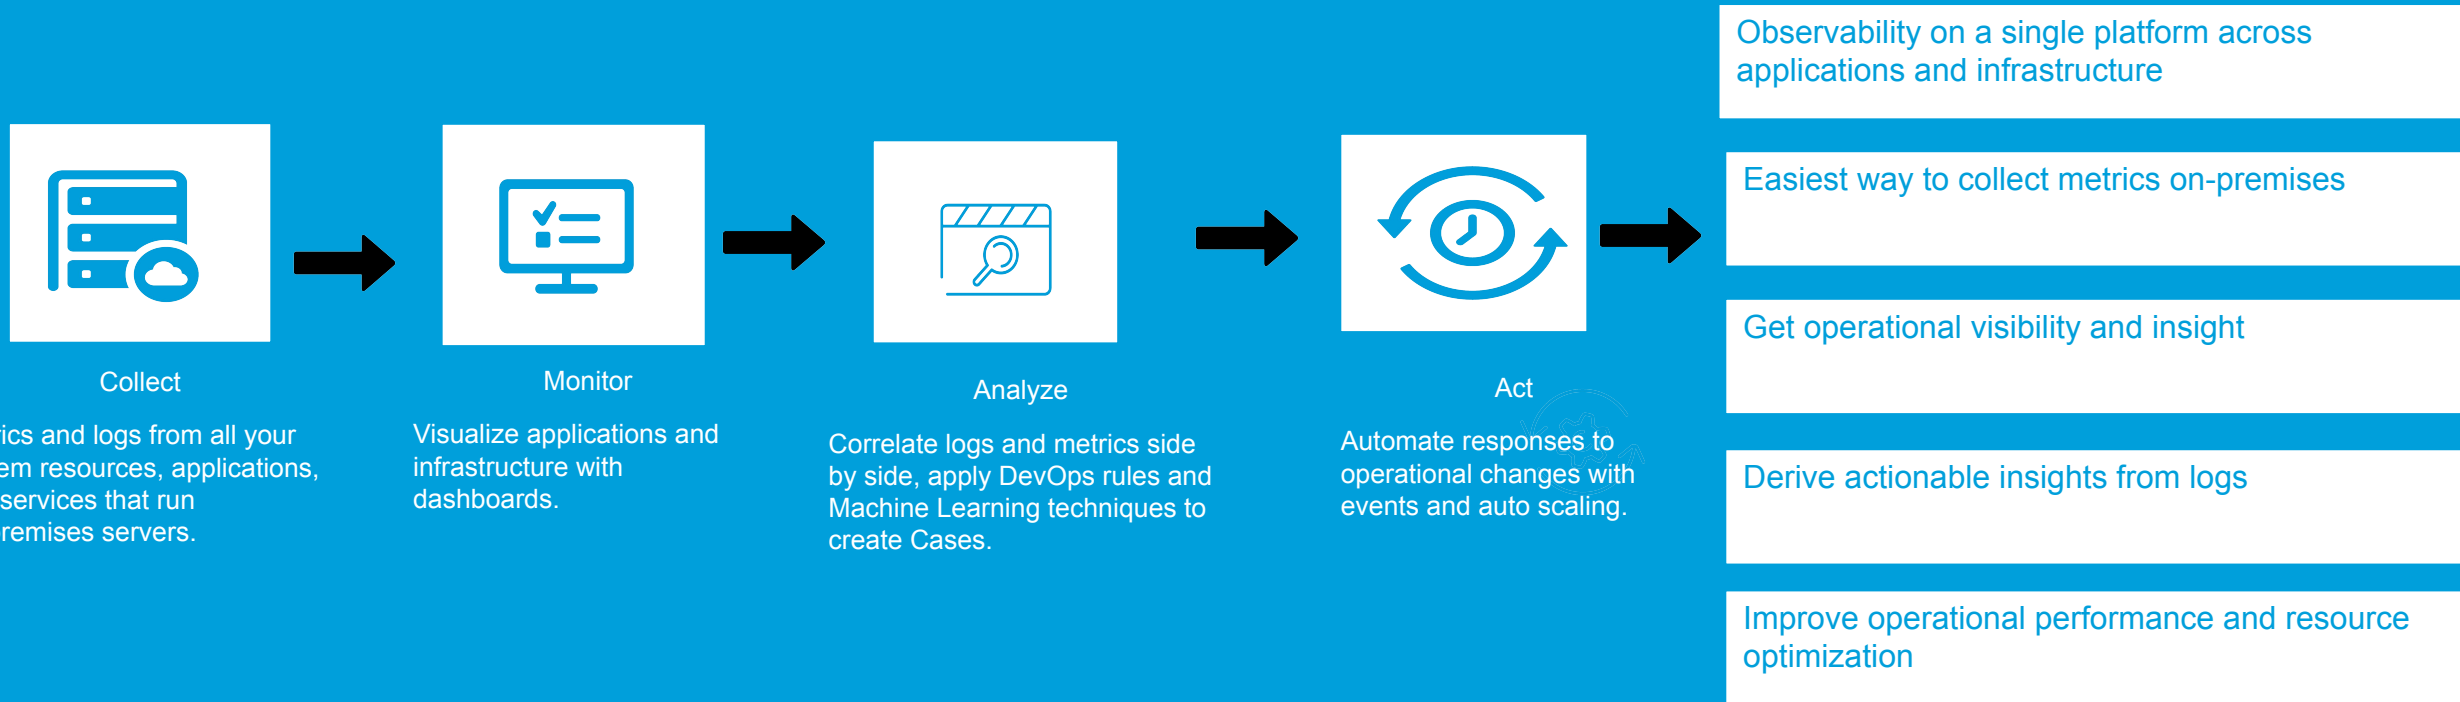 Collect
and logs from all your
resources, applications,
services that run
servers.
Monitor
Visualize applications and
infrastructure with
dashboards.
Analyze
Correlate logs and metrics side
by side, apply DevOps rules and
Machine Learning techniques to
create Cases.
Act
Automate responses to
operational changes with
events and auto scaling.
Observability on a single platform across
applications and infrastructure
Easiest way to collect metrics on-premises
Get operational visibility and insight
Derive actionable insights from logs
Improve operational performance and resource
optimization